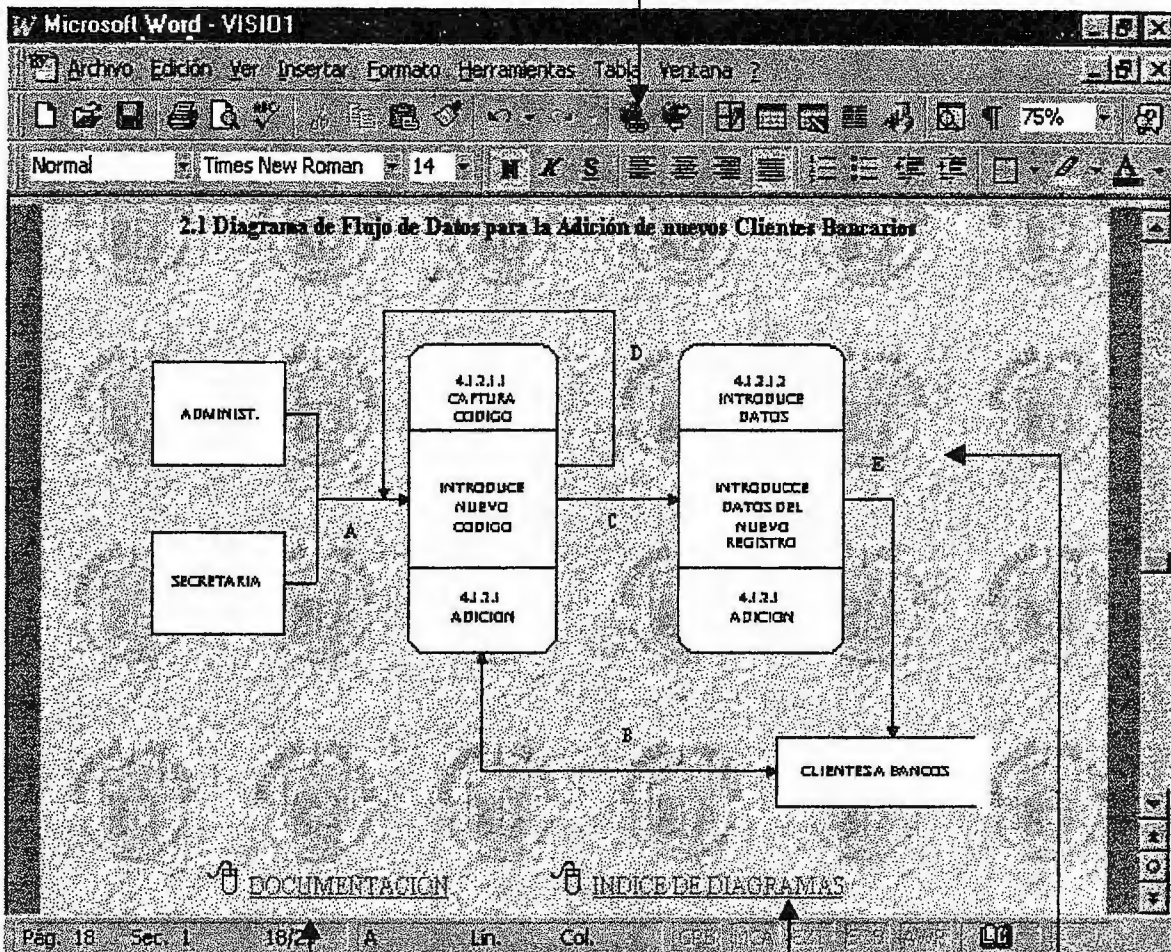 Microsoft Word - VISIO1
Archivo Edición Ver Insertar Formato Herramientas Tabla Ventana ?
75%
Normal Times New Roman 14 N K S A
2.1 Diagrama de Flujo de Datos para la Adición de nuevos Clientes Bancarios
ADMINIST.
SECRETARIA
A
4.1.2.1.1
CAPTURA
CODIGO
INTRODUCE
NUEVO
CODIGO
4.1.2.1
ADICION
D
C
B
4.1.2.1.2
INTRODUCE
DATOS
INTRODUCCE
DATOS DEL
NUEVO
REGISTRO
4.1.2.1
ADICION
E
CLIENTES A BANCOS
DOCUMENTACION
INDICE DE DIAGRAMAS
Pág. 18 Sec. 1 A Lín. Col.